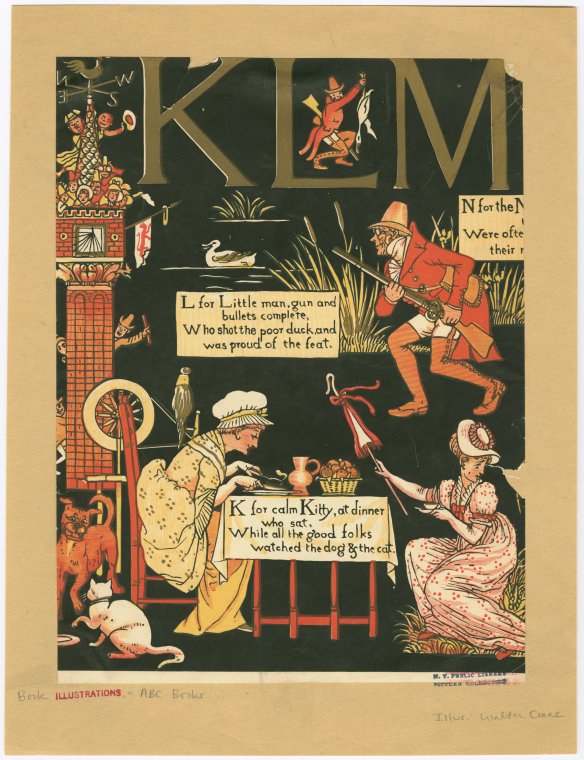 N W
E S
K L M
N for the N
Were ofte
their r
L for Little man, gun and
bullets complete,
Who shot the poor duck, and
was proud of the feat.
K for calm Kitty, at dinner
who sat,
While all the good folks
watched the dog & the cat.
N. Y. PUBLIC LIBRARY
PICTURE COLLECTION
Book ILLUSTRATIONS. - ABC Books
Illus. Walter Crane